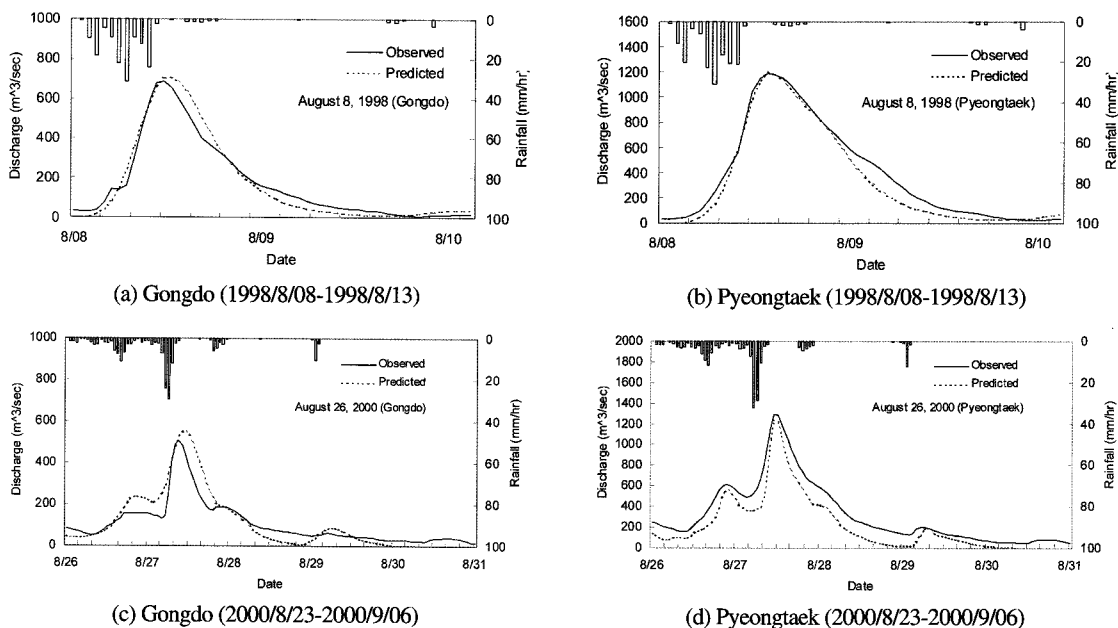 1000
800
600
400
200
0
Discharge (m^3/sec)
0
20
40
60
80
100
Rainfall (mm/hr)
Observed
Predicted
August 8, 1998 (Gongdo)
8/08 8/09 8/10
Date
(a) Gongdo (1998/8/08-1998/8/13)
1600
1400
1200
1000
800
600
400
200
0
Discharge (m^3/sec)
0
20
40
60
80
100
Rainfall (mm/hr)
Observed
Predicted
August 8, 1998 (Pyeongtaek)
8/08 8/09 8/10
Date
(b) Pyeongtaek (1998/8/08-1998/8/13)
1000
800
600
400
200
0
Discharge (m^3/sec)
0
20
40
60
80
100
Rainfall (mm/hr)
Observed
Predicted
August 26, 2000 (Gongdo)
8/26 8/27 8/28 8/29 8/30 8/31
Date
(c) Gongdo (2000/8/23-2000/9/06)
2000
1800
1600
1400
1200
1000
800
600
400
200
0
Discharge (m^3/sec)
0
20
40
60
80
100
Rainfall (mm/hr)
Observed
Predicted
August 26, 2000 (Pyeongtaek)
8/26 8/27 8/28 8/29 8/30 8/31
Date
(d) Pyeongtaek (2000/8/23-2000/9/06)